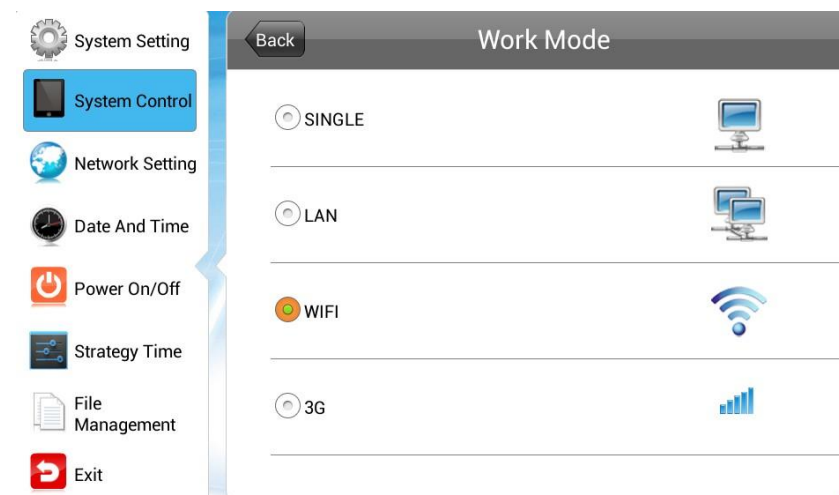 System Setting
System Control
Network Setting
Date And Time
Power On/Off
Strategy Time
File
Management
Exit
Back
Work Mode
SINGLE
LAN
WIFI
3G